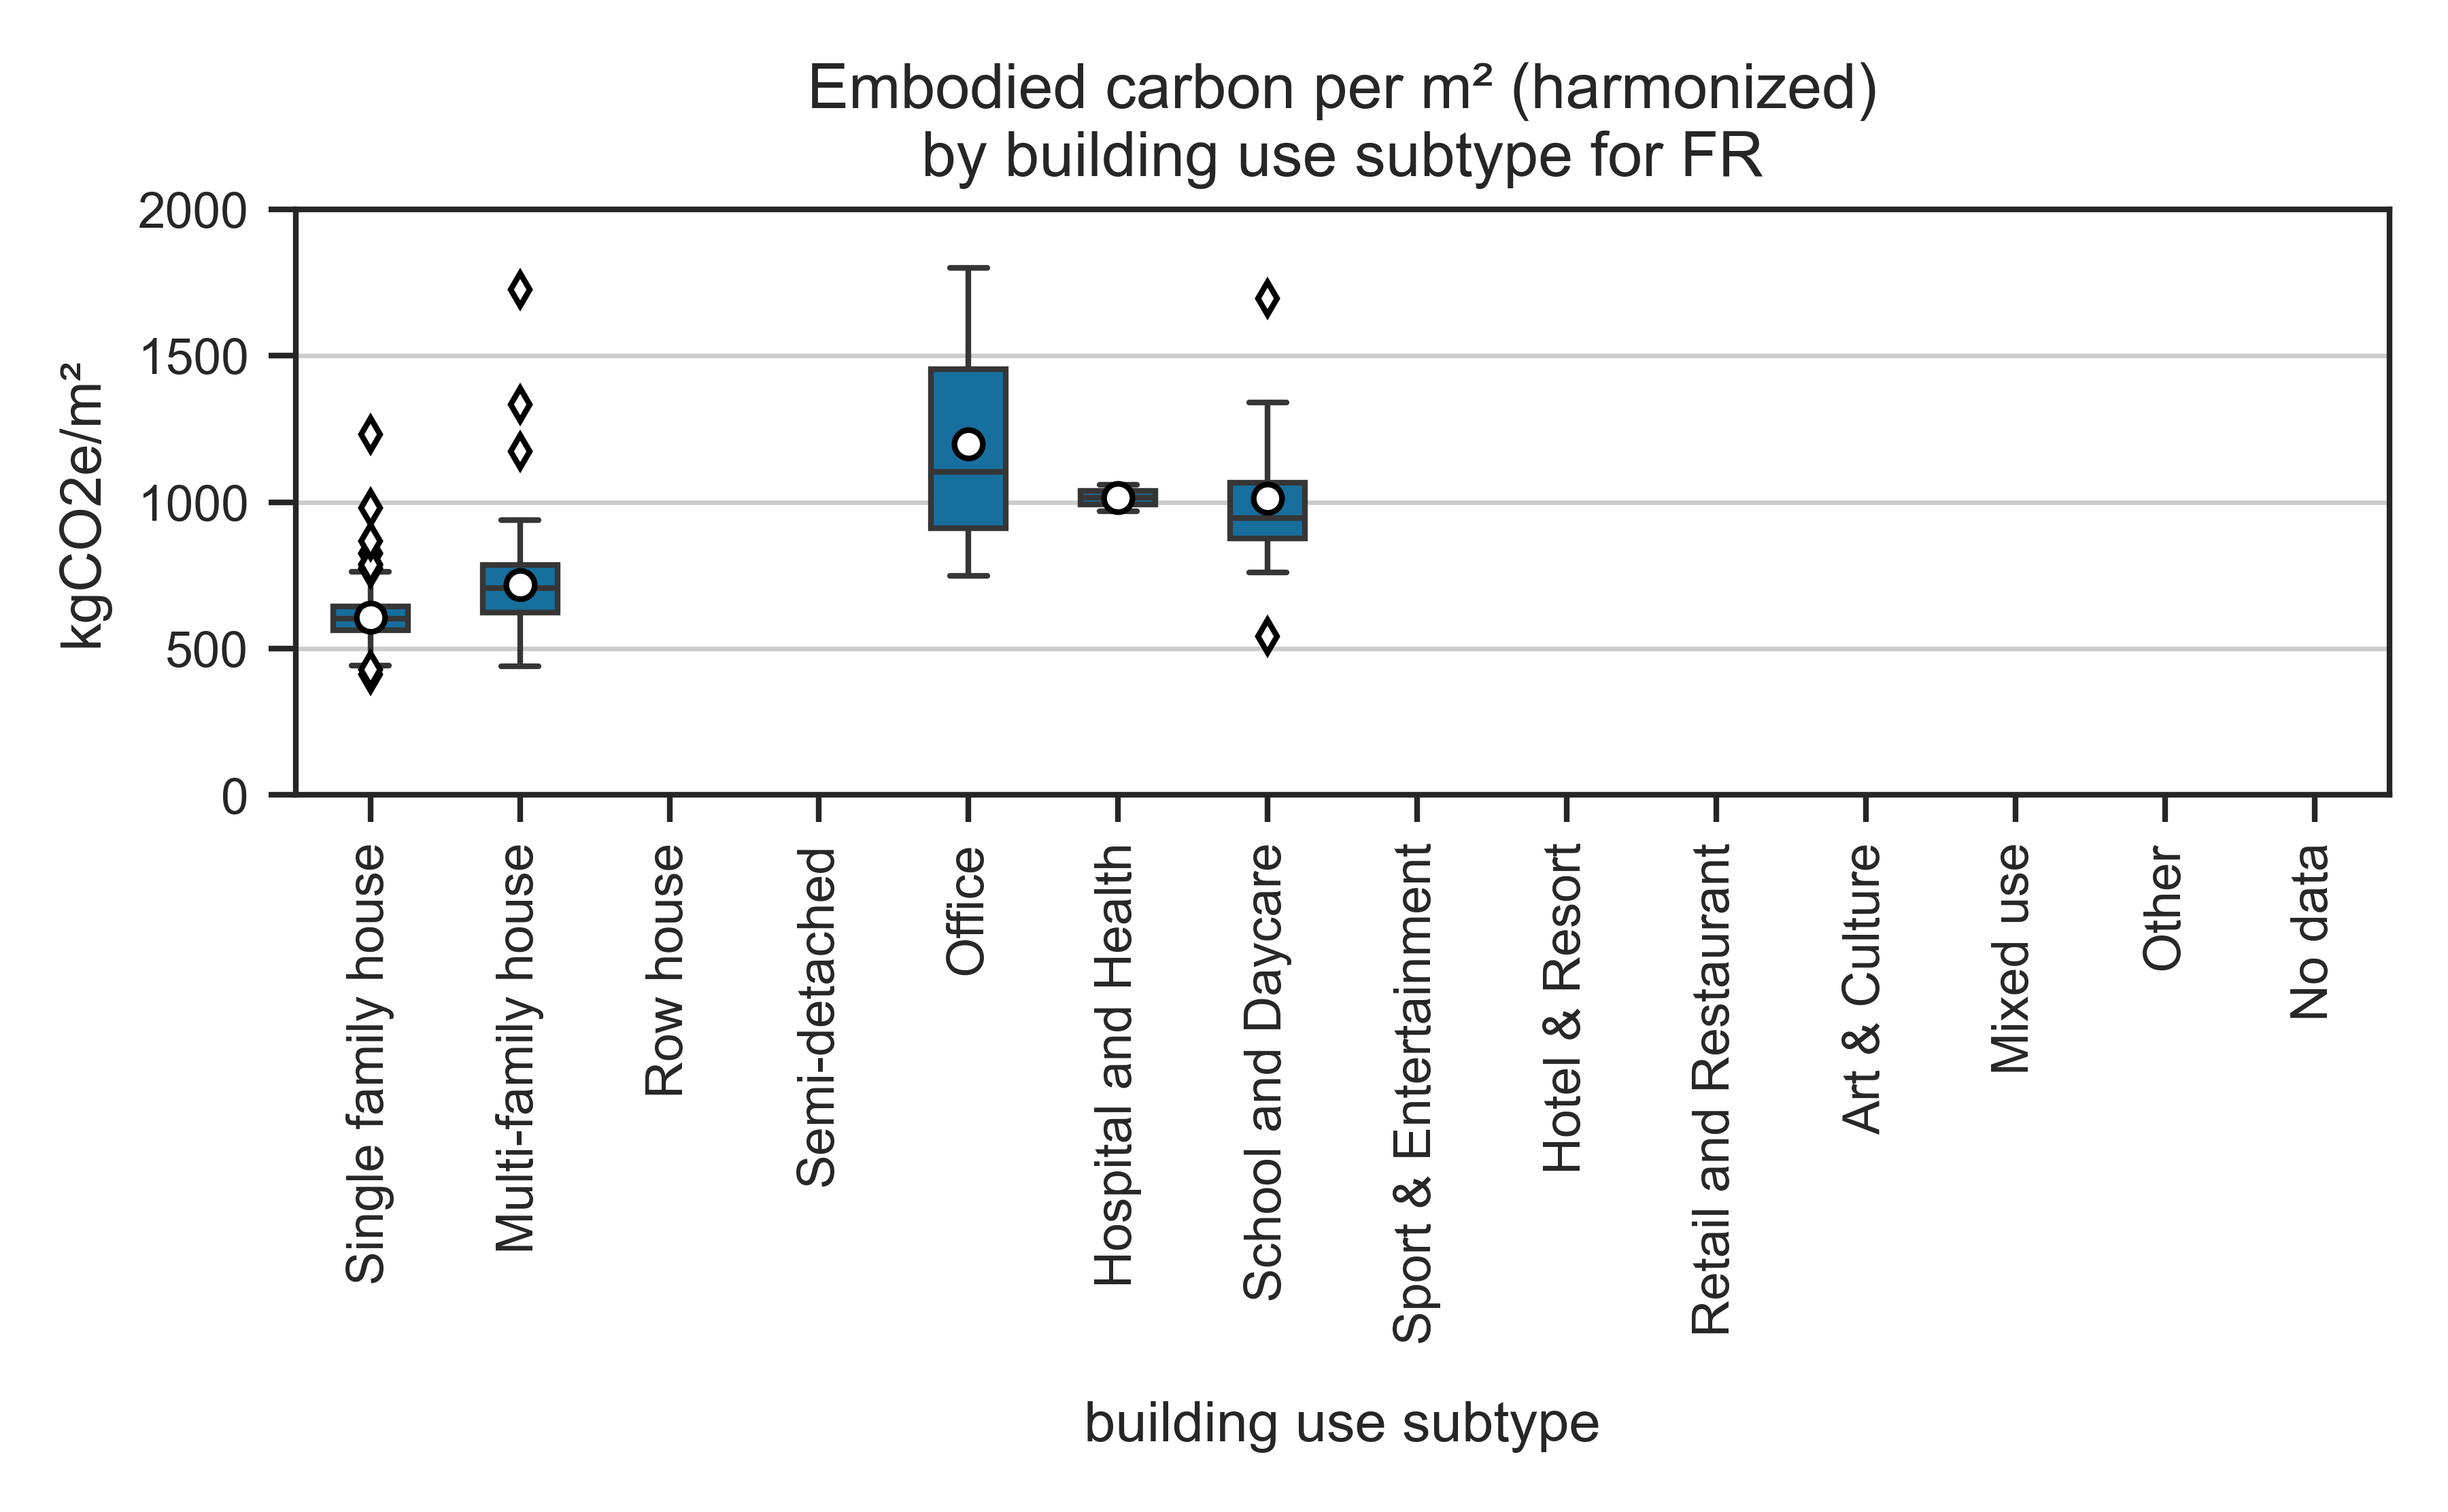 Embodied carbon per m² (harmonized)
by building use subtype for FR
kgCO2e/m²
2000
1500
1000
500
0
Single family house
Multi-family house
Row house
Semi-detached
Office
Hospital and Health
School and Daycare
Sport & Entertainment
Hotel & Resort
Retail and Restaurant
Art & Culture
Mixed use
Other
No data
building use subtype